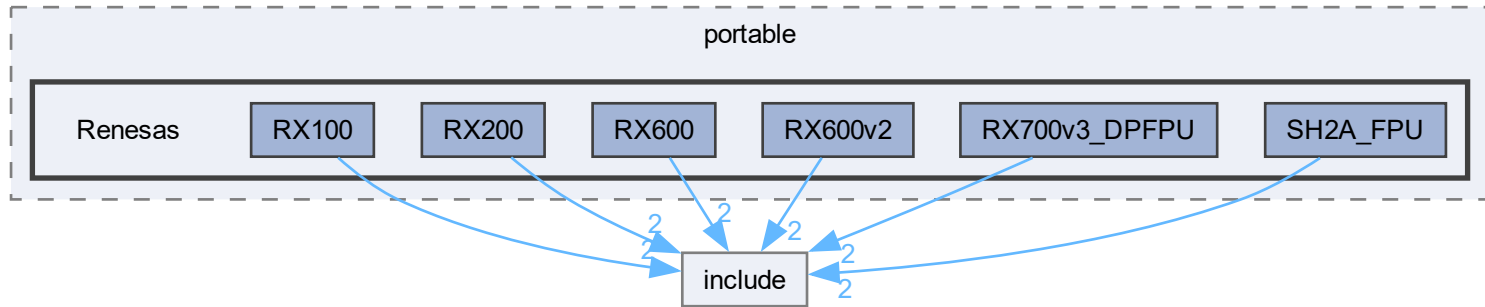 portable
Renesas
RX100
RX200
RX600
RX600v2
RX700v3_DPFPU
SH2A_FPU
2
2
2
2
2
2
include